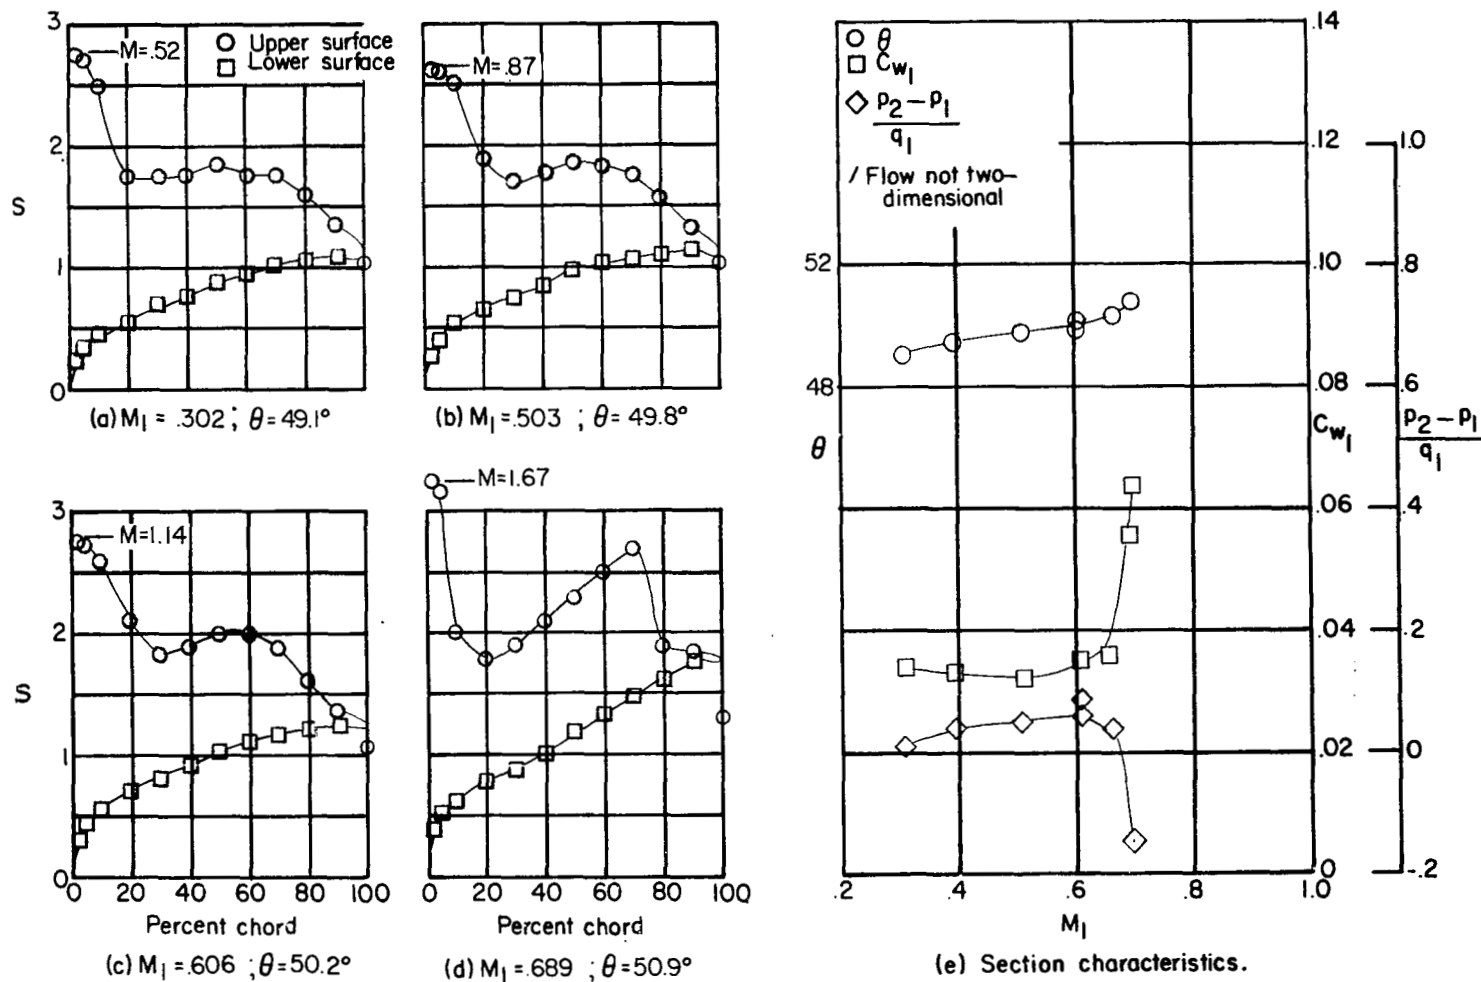 3
2
S
1
0
M=.52
Upper surface
Lower surface
(a) M1 = .302 ; θ=49.1°
M=.87
(b) M1=.503 ; θ=49.8°
3
2
S
1
0
M=1.14
0 20 40 60 80 100
Percent chord
(c) M1=.606 ; θ=50.2°
M=1.67
0 20 40 60 80 100
Percent chord
(d) M1=.689 ; θ=50.9°
θ
Cw1
p2-p1
q1
/ Flow not two-
dimensional
52
48
θ
.14
.12
.10
.08
Cw1
.06
.04
.02
.0
1.0
.8
.6
p2-p1
q1
.4
.2
0
-.2
.2 .4 .6 .8 1.0
M1
(e) Section characteristics.